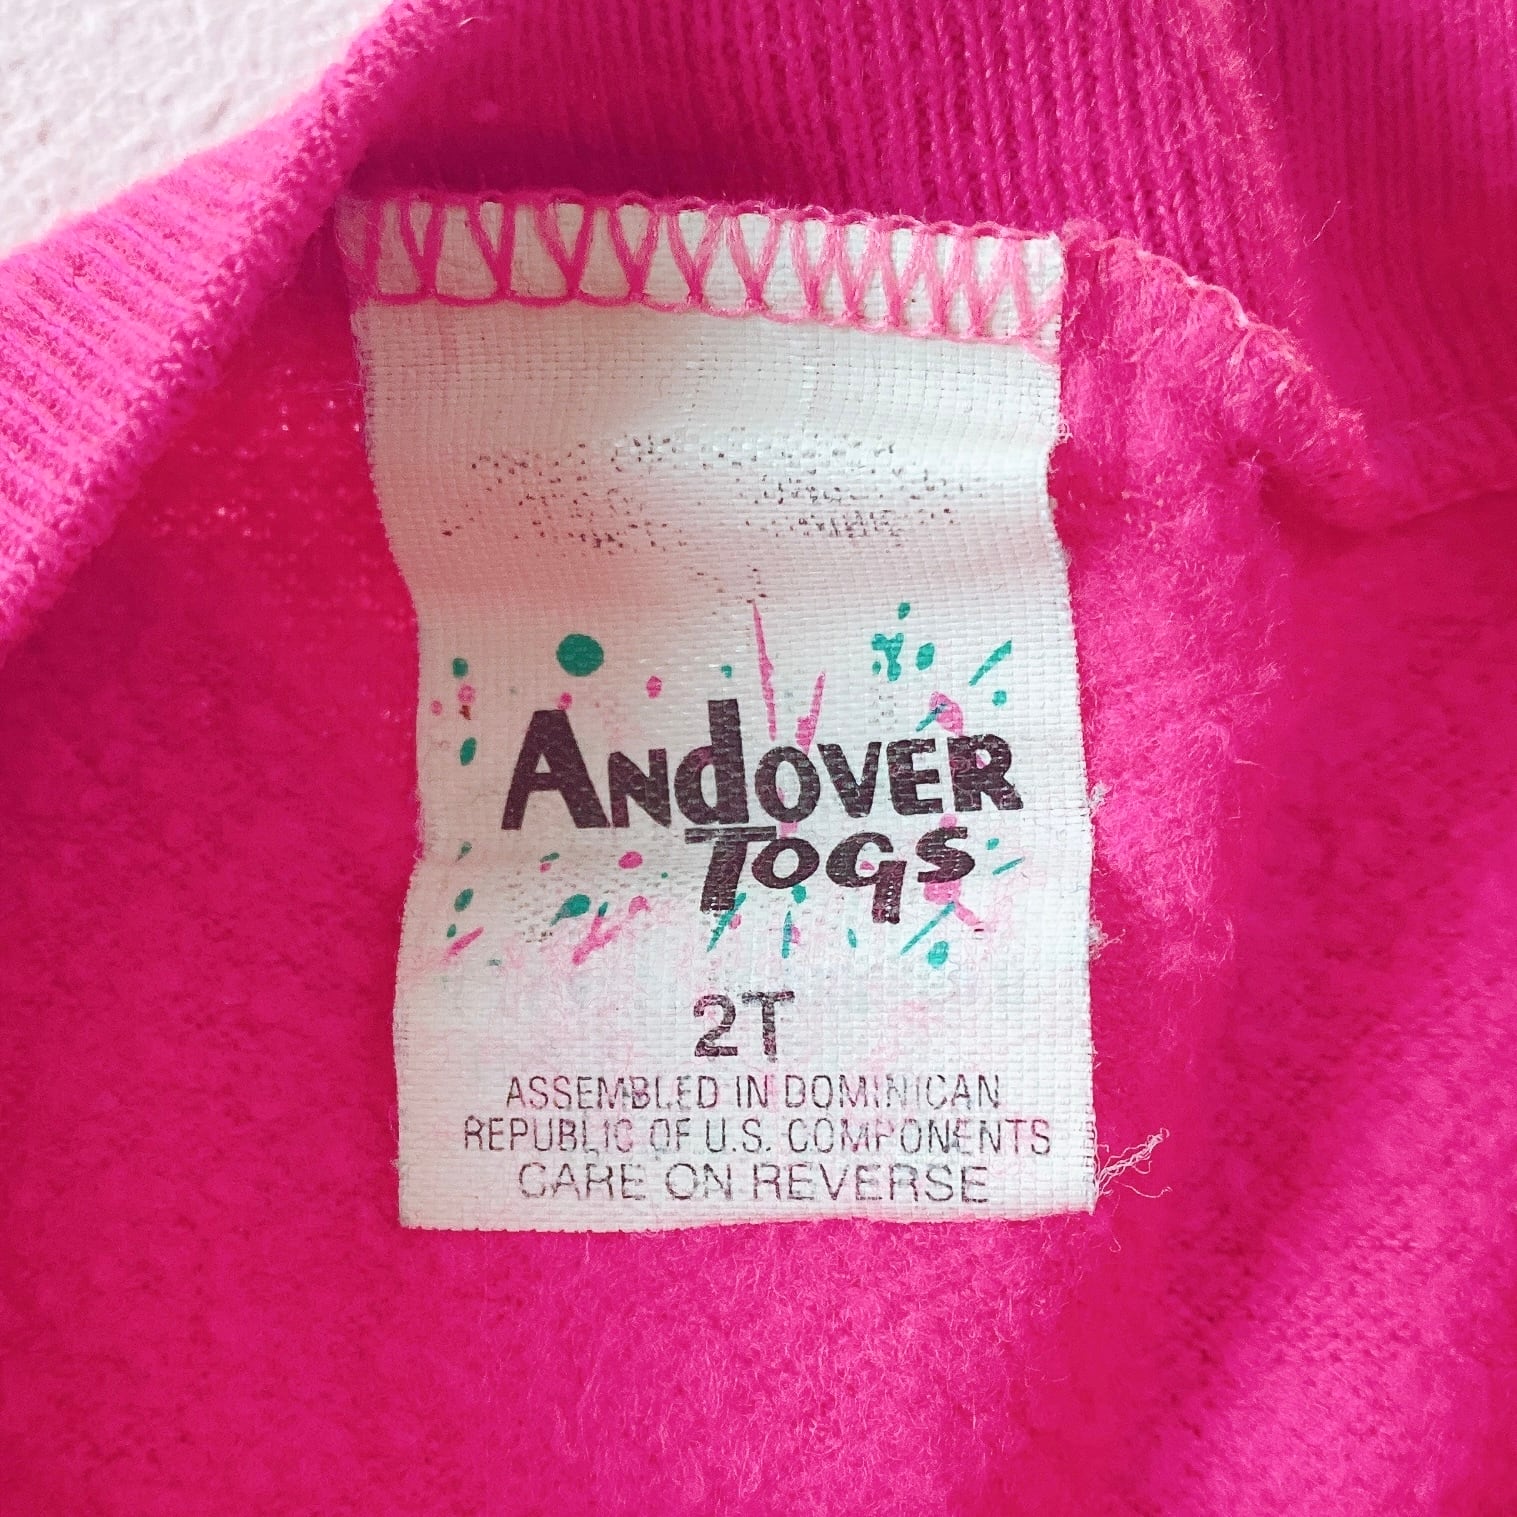 ANdOVER
TOGS
2T
ASSEMBLED IN DOMINICAN
REPUBLIC OF U.S. COMPONENTS
CARE ON REVERSE